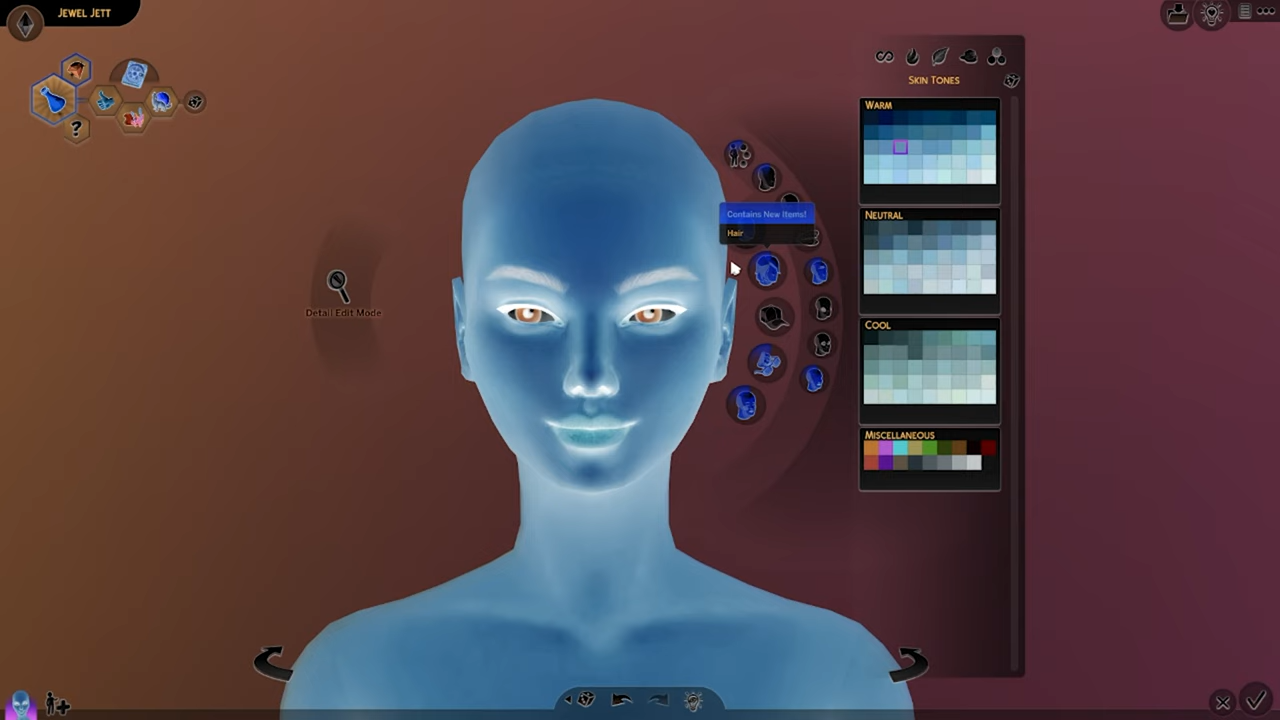 Jewel Jett
Skin Tones
Warm
Contains New Items!
Hair
Neutral
Detail Edit Mode
Cool
Miscellaneous
?